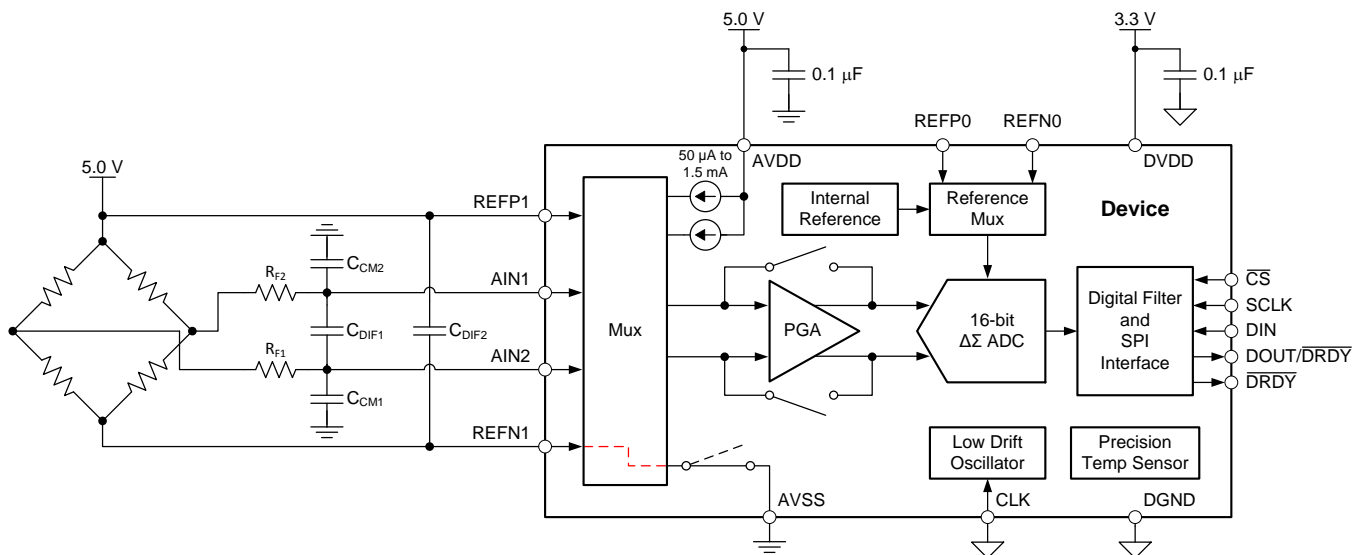 5.0 V
3.3 V
0.1 μF
0.1 μF
REFP0
REFN0
5.0 V
50 μA to
1.5 mA
AVDD
DVDD
REFP1
Internal
Reference
Reference
Mux
Device
C_CM2
R_F2
AIN1
CS
Mux
PGA
16-bit
ΔΣ ADC
Digital Filter
and
SPI
Interface
SCLK
DIN
C_DIF1
C_DIF2
R_F1
AIN2
DOUT/DRDY
DRDY
C_CM1
REFN1
Low Drift
Oscillator
Precision
Temp Sensor
AVSS
CLK
DGND